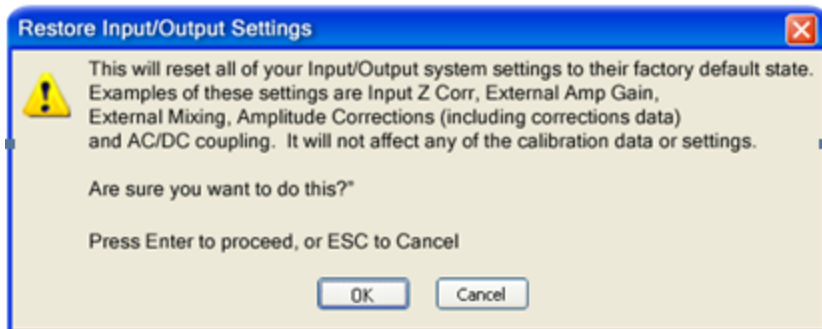 Restore Input/Output Settings
This will reset all of your Input/Output system settings to their factory default state.
Examples of these settings are Input Z Corr, External Amp Gain,
External Mixing, Amplitude Corrections (including corrections data)
and AC/DC coupling.  It will not affect any of the calibration data or settings.
Are sure you want to do this?"
Press Enter to proceed, or ESC to Cancel
OK
Cancel